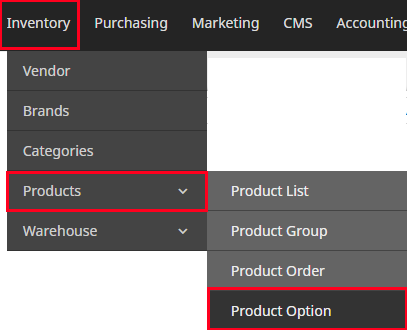 Inventory Purchasing Marketing CMS Accounting
Vendor
Brands
Categories
Products
Warehouse
Product List
Product Group
Product Order
Product Option